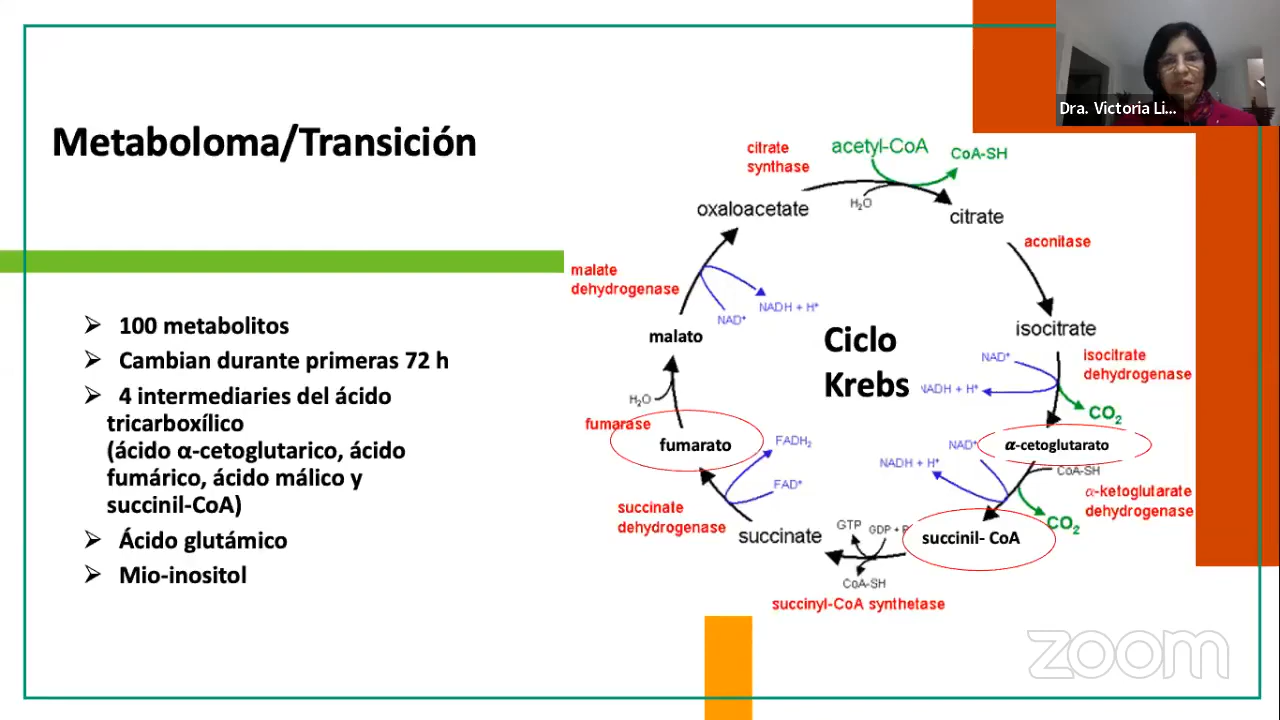 Dra. Victoria Li...
Metaboloma/Transición
➢ 100 metabolitos
➢ Cambian durante primeras 72 h
➢ 4 intermediaries del ácido
tricarboxílico
(ácido α-cetoglutarico, ácido
fumárico, ácido málico y
succinil-CoA)
➢ Ácido glutámico
➢ Mio-inositol
citrate
synthase
acetyl-CoA
CoA-SH
H₂O
oxaloacetate
citrate
aconitase
malate
dehydrogenase
NADH + H⁺
NAD⁺
malato
Ciclo
Krebs
isocitrate
NAD⁺
isocitrate
dehydrogenase
NADH + H⁺
CO₂
H₂O
fumarase
fumarato
FADH₂
FAD⁺
NAD⁺
α-cetoglutarato
NADH + H⁺
CoA-SH
α-ketoglutarate
dehydrogenase
CO₂
succinate
dehydrogenase
succinate
GTP
GDP +
succinil- CoA
CoA-SH
succinyl-CoA synthetase
zoom